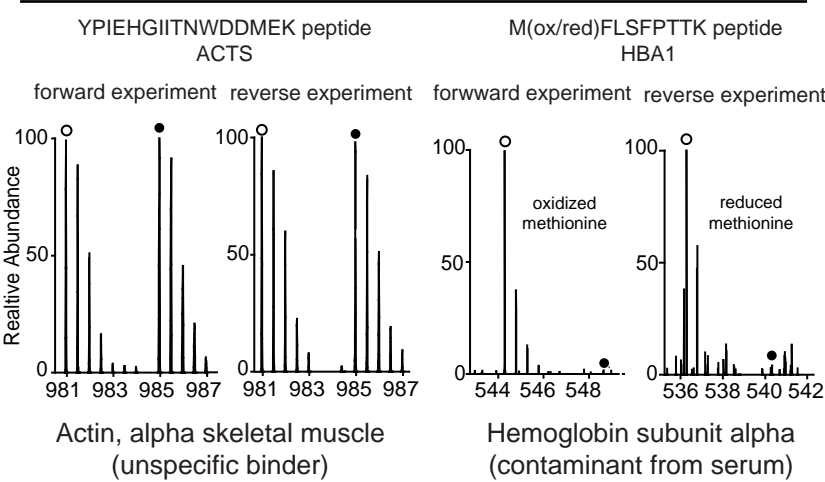 YPIEHGIITNWDDMEK peptide
ACTS
M(ox/red)FLSFPTTK peptide
HBA1
forward experiment
reverse experiment
forwward experiment
reverse experiment
Realtive Abundance
100
50
0
981 983 985 987
100
50
0
981 983 985 987
100
50
0
544 546 548
oxidized
methionine
100
50
0
536 538 540 542
reduced
methionine
Actin, alpha skeletal muscle
(unspecific binder)
Hemoglobin subunit alpha
(contaminant from serum)